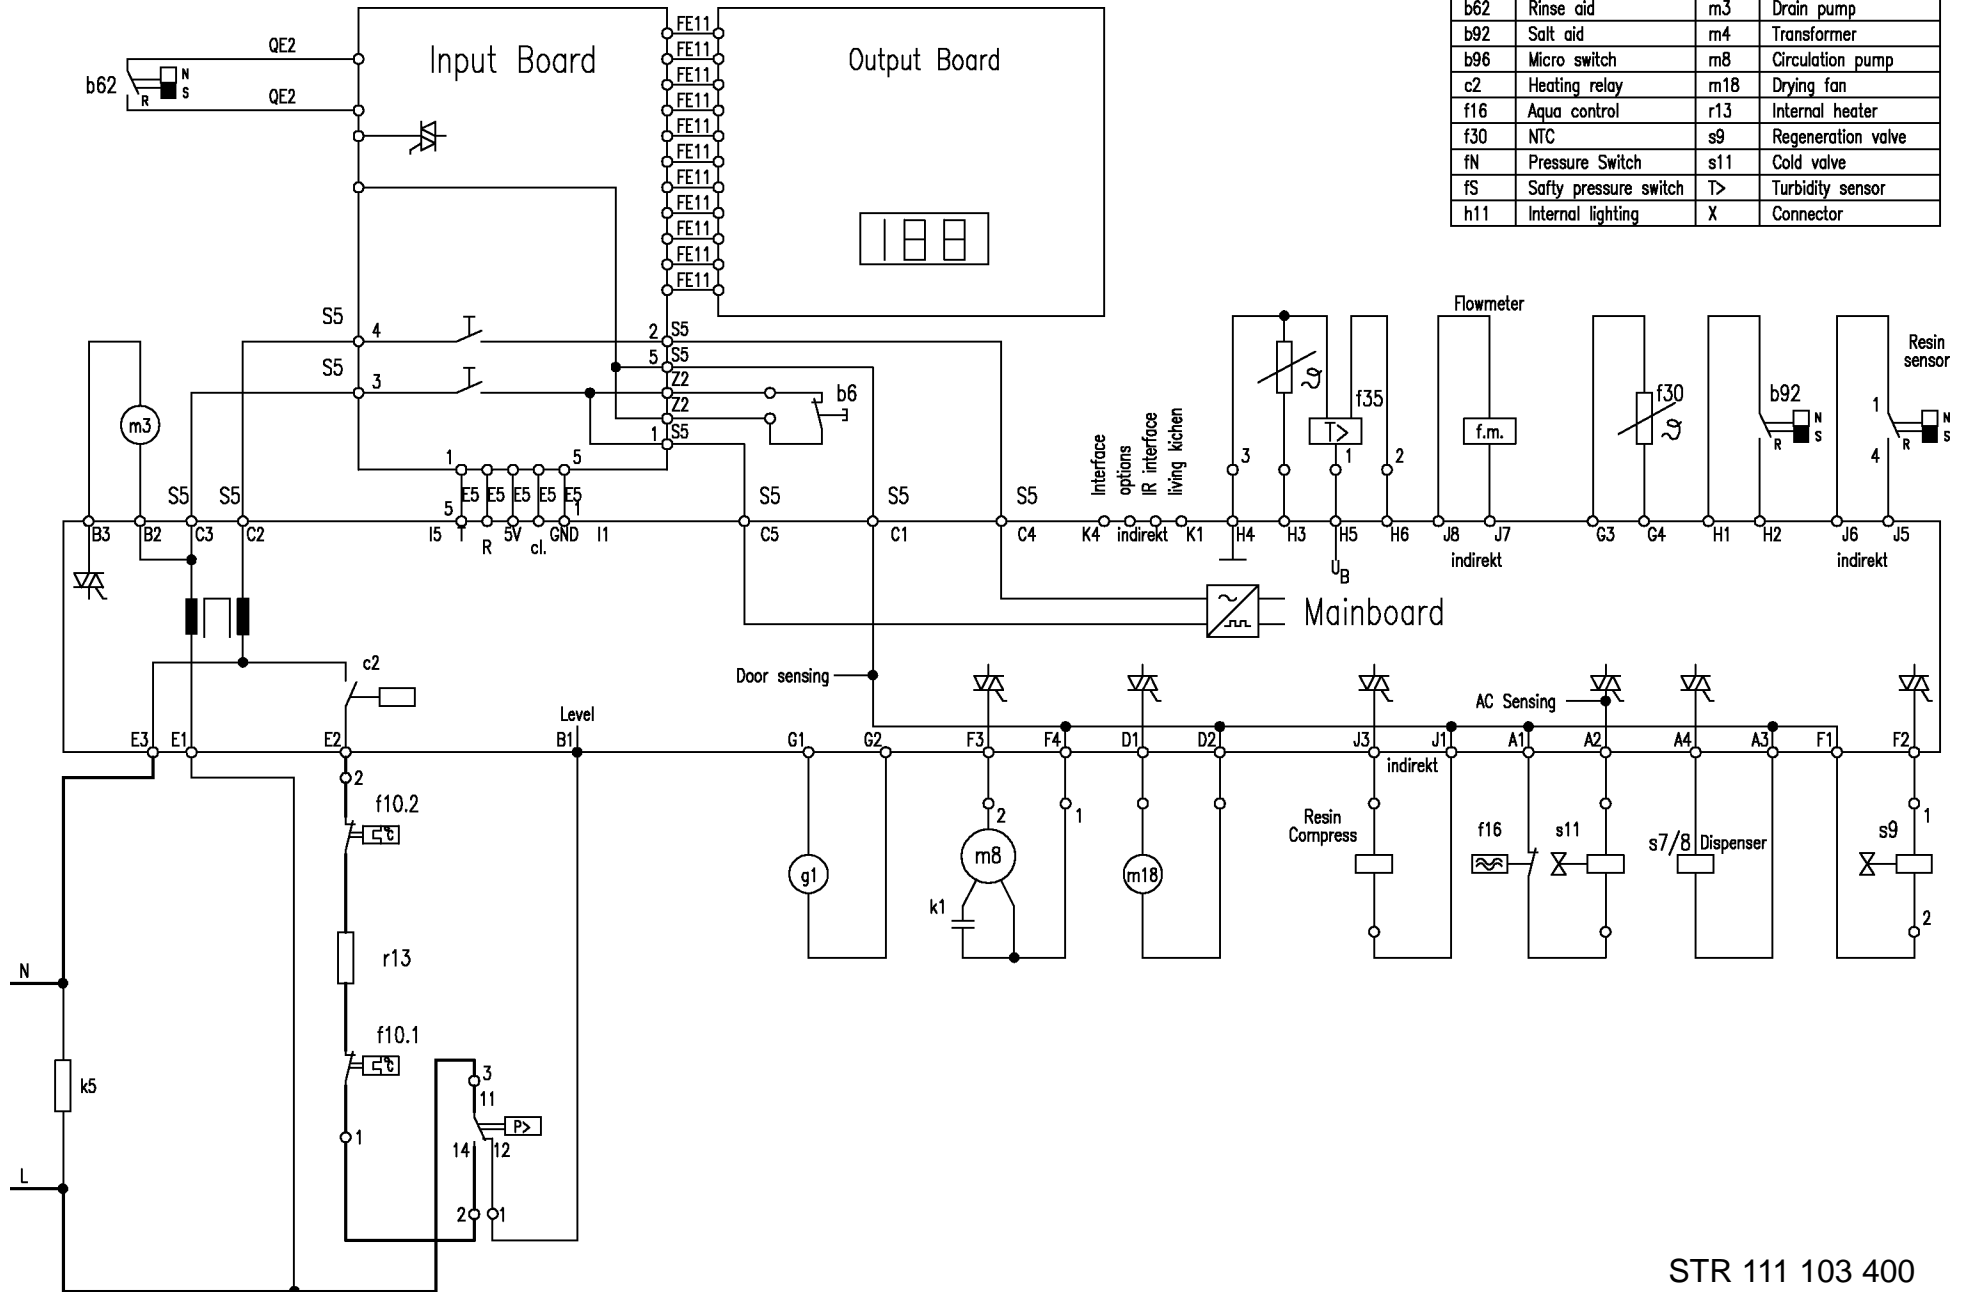 b62 Rinse aid m3 Drain pump
b92 Salt aid m4 Transformer
b96 Micro switch m8 Circulation pump
c2 Heating relay m18 Drying fan
f16 Aqua control r13 Internal heater
f30 NTC s9 Regeneration valve
fN Pressure Switch s11 Cold valve
fS Safty pressure switch T> Turbidity sensor
h11 Internal lighting X Connector
Input Board
Output Board
QE2
QE2
b62
N
S
R
FE11
FE11
FE11
FE11
FE11
FE11
FE11
FE11
FE11
FE11
FE11
188
S5 4
2 S5
5 S5
S5 3
Z2
Z2
1 S5
b6
m3
1 5
E5 E5 E5 E5 E5
5 1
S5 S5
S5 S5 S5
Interface
options
IR interface
living kichen
3
f35
T>
1
2
Flowmeter
f.m.
f30
b92
N
S
R
Resin
sensor
1
N
S
R
4
B3 B2 C3 C2 I5 T R 5V cl. GND I1 C5 C1 C4 K4 indirekt K1 H4 H3 H5 H6 J8 J7 G3 G4 H1 H2 J6 J5
indirekt
indirekt
UB
Mainboard
c2
Door sensing
AC Sensing
Level
E3 E1 E2 B1 G1 G2 F3 F4 D1 D2 J3 J1 A1 A2 A4 A3 F1 F2
indirekt
2
f10.2
°C
r13
f10.1
°C
1
N
k5
L
3
11
P>
14 12
2 1
g1
2
m8
k1
1
m18
Resin
Compress
f16
s11
s7/8 Dispenser
s9
1
2
STR 111 103 400